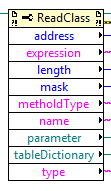 ReadClass
address
expression
length
mask
metholdType
name
parameter
tableDictionary
type